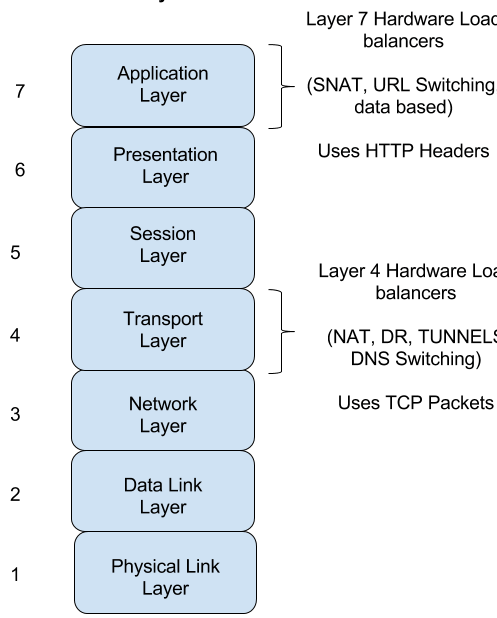 Layer 7 Hardware Load
balancers
7
Application
Layer
(SNAT, URL Switching,
data based)
Uses HTTP Headers
6
Presentation
Layer
5
Session
Layer
Layer 4 Hardware Loa
balancers
4
Transport
Layer
(NAT, DR, TUNNELS
DNS Switching)
Uses TCP Packets
3
Network
Layer
2
Data Link
Layer
1
Physical Link
Layer